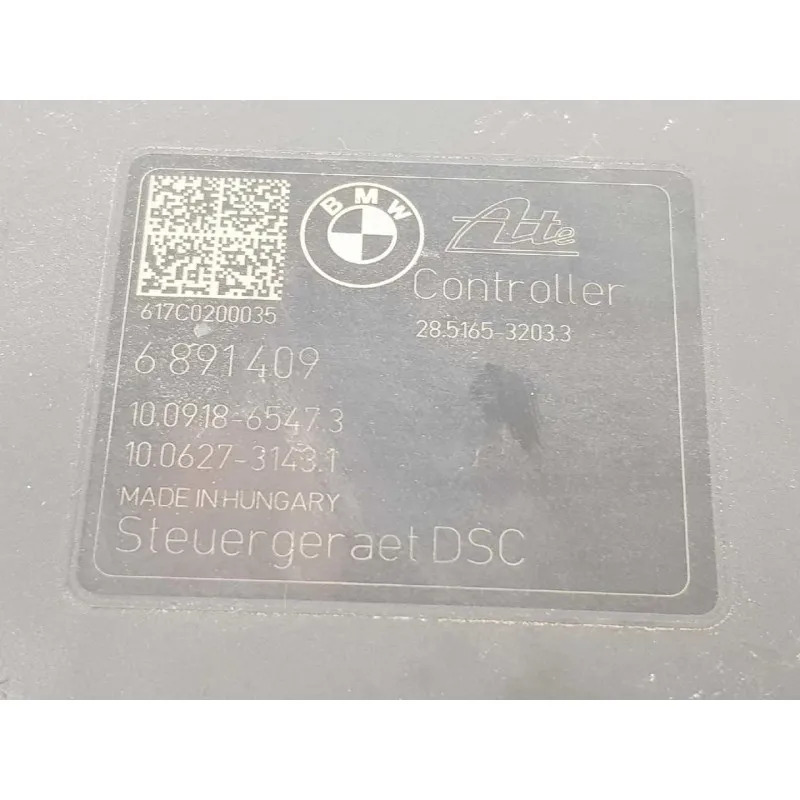 BMW
Ate
Controller
617C0200035
28.5165-3203.3
6 891 409
10.0918-6547.3
10.0627-3143.1
MADE IN HUNGARY
Steuergeraet DSC